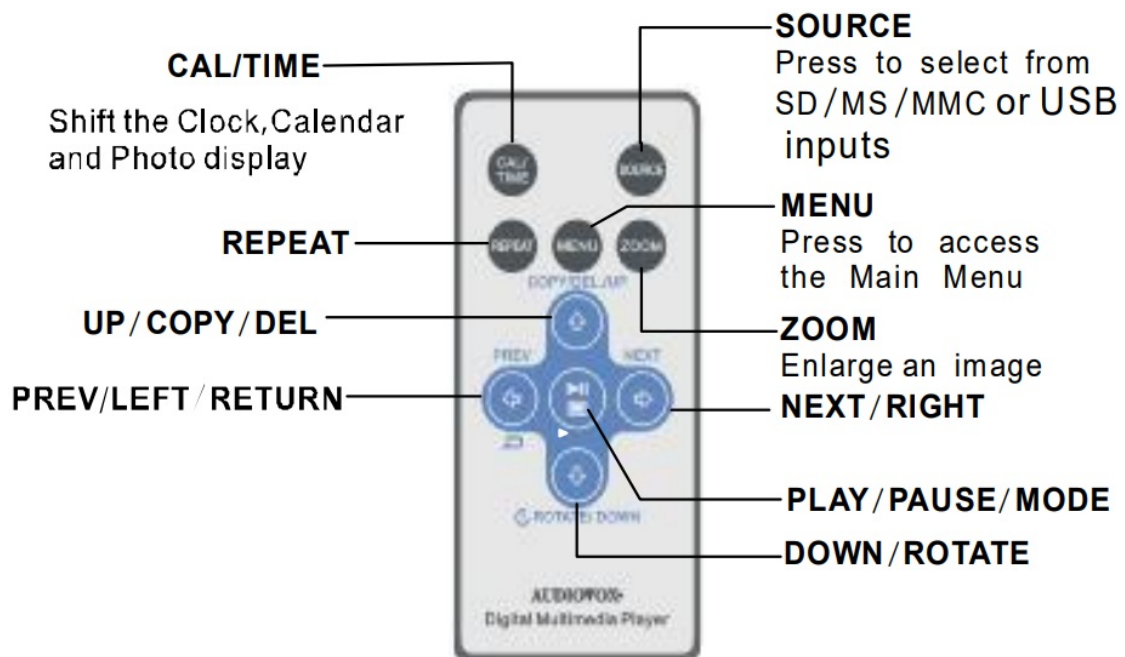 SOURCE
Press to select from
SD/MS/MMC or USB
inputs
CAL/TIME
Shift the Clock,Calendar
and Photo display
CAL/
TIME
SOURCE
MENU
Press to access
the Main Menu
REPEAT
REPEAT
MENU
ZOOM
COPY/DEL/UP
UP/COPY/DEL
ZOOM
Enlarge an image
PREV
NEXT
PREV/LEFT/RETURN
NEXT/RIGHT
PLAY/PAUSE/MODE
ROTATE/DOWN
DOWN/ROTATE
AUDIOVOX
Digital Multimedia Player